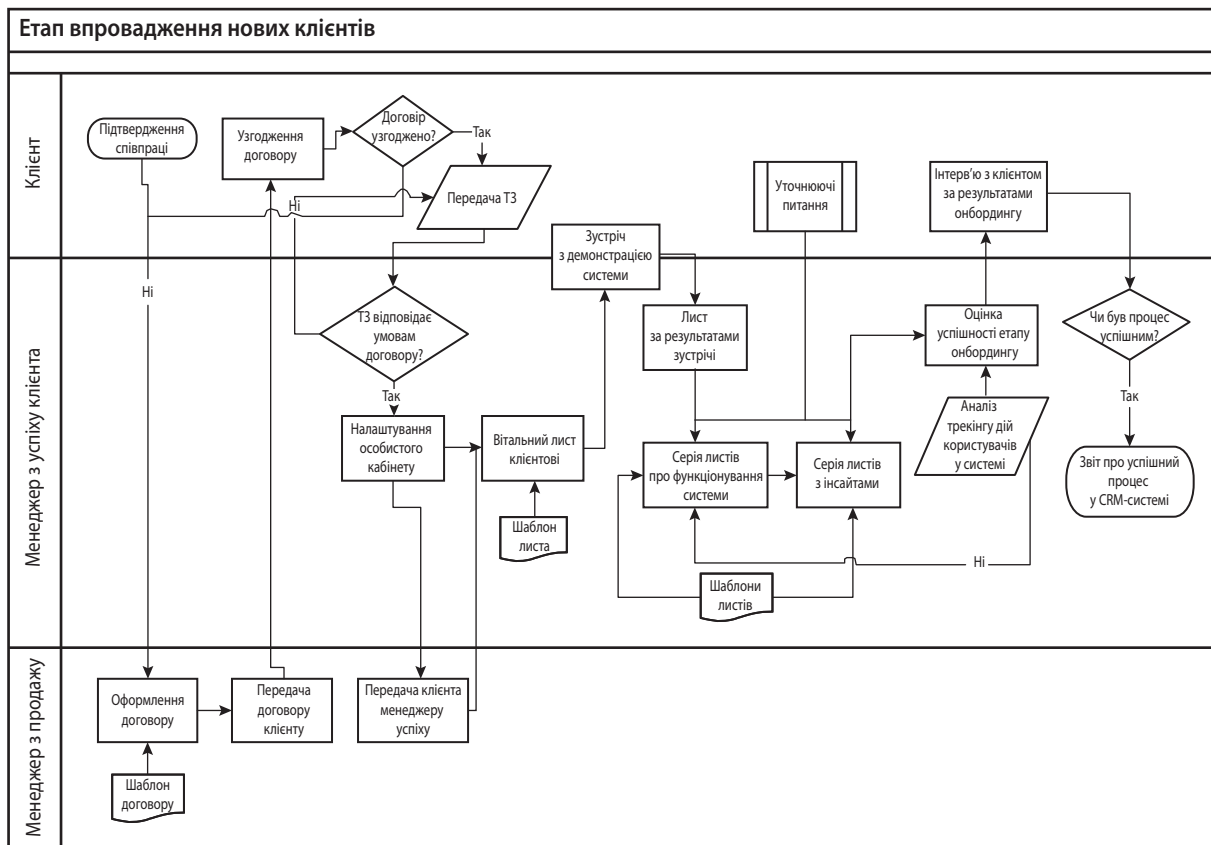 Етап впровадження нових клієнтів
Клієнт
Підтвердження
співпраці
Узгодження
договору
Договір
узгоджено?
Так
Передача ТЗ
Ні
Уточнюючі
питання
Інтерв'ю з клієнтом
за результатами
онбордингу
Зустріч
з демонстрацією
системи
Менеджер з успіху клієнта
Ні
ТЗ відповідає
умовам
договору?
Так
Лист
за результатами
зустрічі
Оцінка
успішності етапу
онбордингу
Чи був процес
успішним?
Так
Налаштування
особистого
кабінету
Вітальний лист
клієнтові
Шаблон
листа
Серія листів
про функціонування
системи
Серія листів
з інсайтами
Аналіз
трекінгу дій
користувачів
у системі
Звіт про успішний
процес
у CRM-системі
Ні
Шаблони
листів
Менеджер з продажу
Оформлення
договору
Передача
договору
клієнту
Передача клієнта
менеджеру
успіху
Шаблон
договору